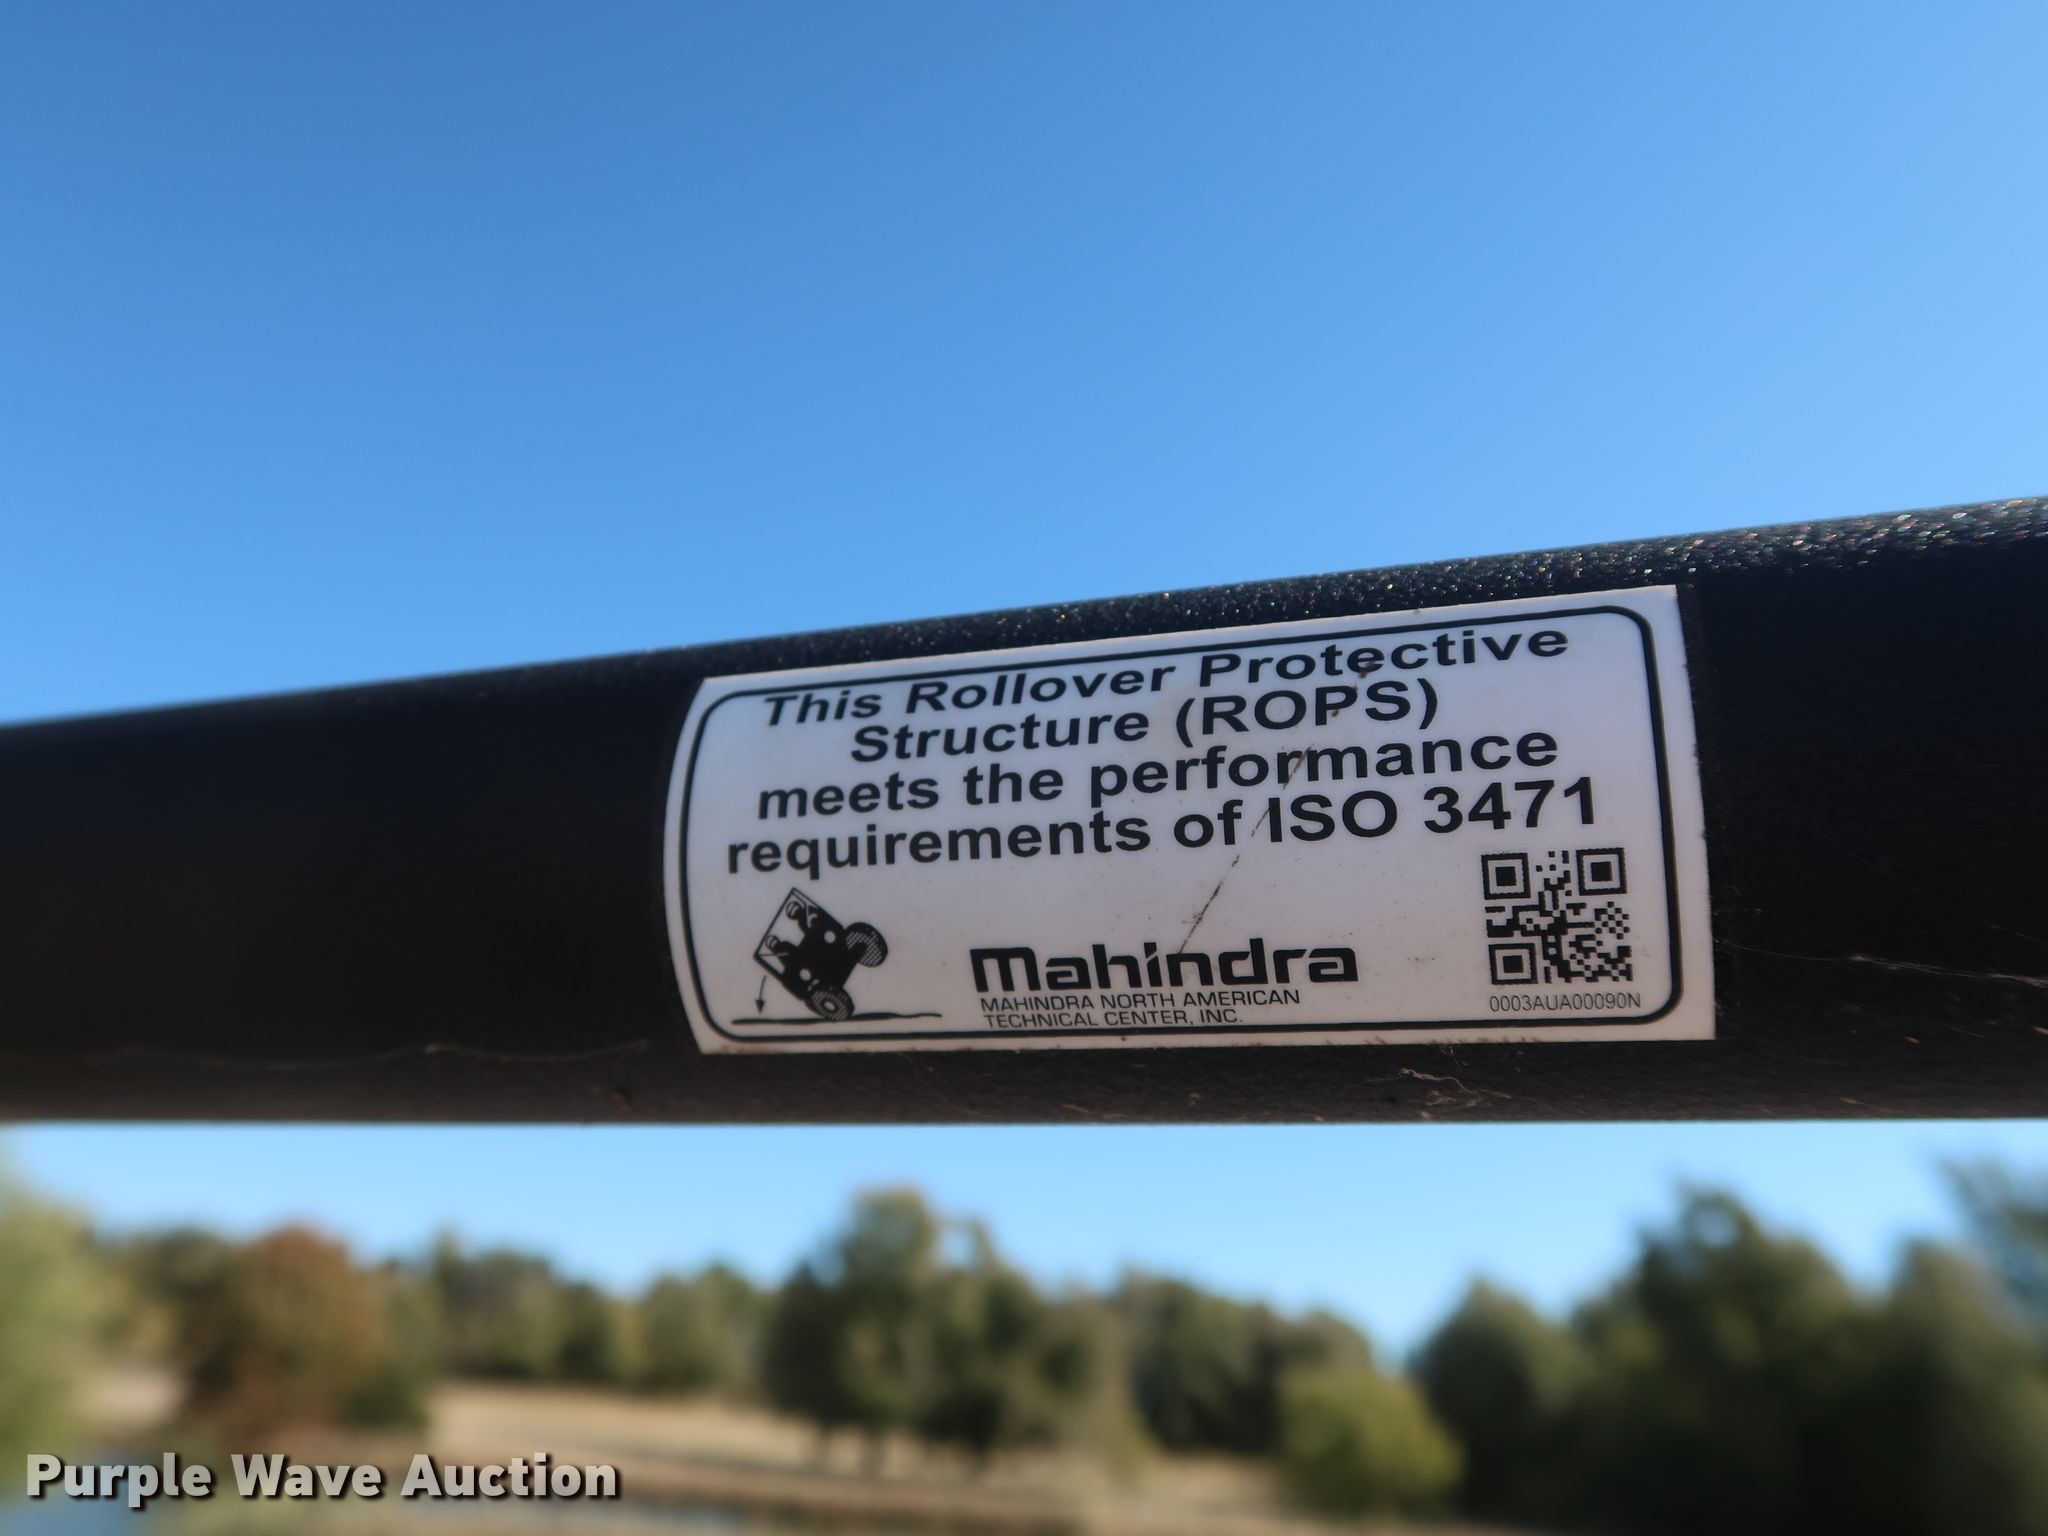 This Rollover Protective
Structure (ROPS)
meets the performance
requirements of ISO 3471
Mahindra
MAHINDRA NORTH AMERICAN
TECHNICAL CENTER, INC.
0003AUA00090N
Purple Wave Auction